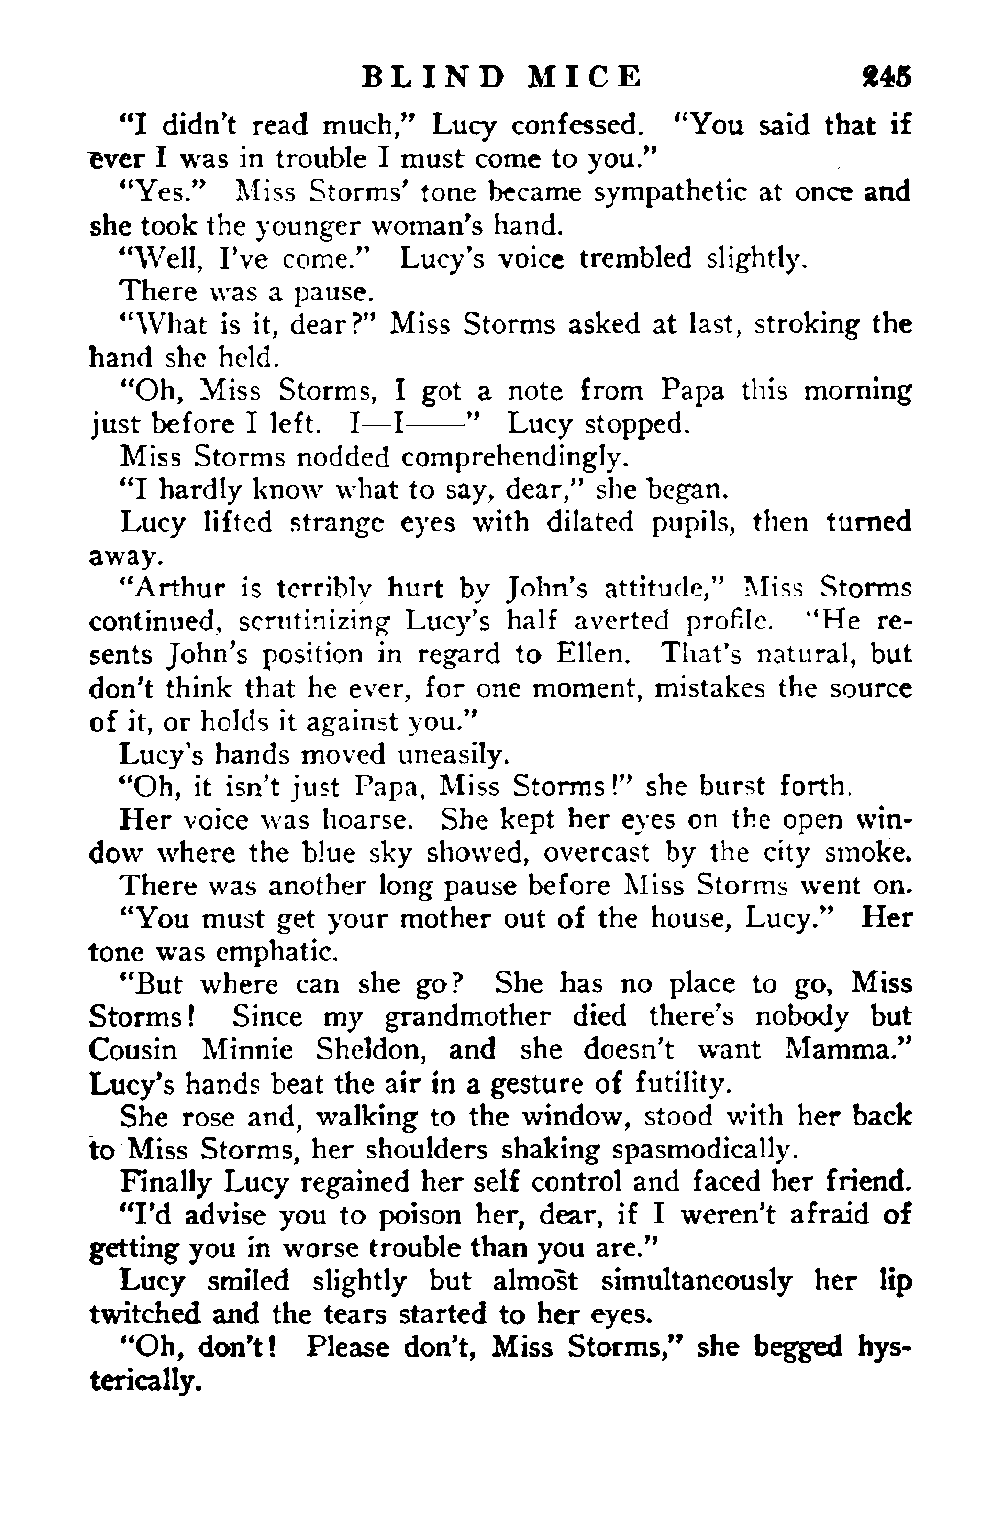 BLIND MICE 245
“I didn’t read much,” Lucy confessed. “You said that if
ever I was in trouble I must come to you.”
“Yes.” Miss Storms’ tone became sympathetic at once and
she took the younger woman’s hand.
“Well, I’ve come.” Lucy’s voice trembled slightly.
There was a pause.
“What is it, dear?” Miss Storms asked at last, stroking the
hand she held.
“Oh, Miss Storms, I got a note from Papa this morning
just before I left. I—I——” Lucy stopped.
Miss Storms nodded comprehendingly.
“I hardly know what to say, dear,” she began.
Lucy lifted strange eyes with dilated pupils, then turned
away.
“Arthur is terribly hurt by John’s attitude,” Miss Storms
continued, scrutinizing Lucy’s half averted profile. “He re-
sents John’s position in regard to Ellen. That’s natural, but
don’t think that he ever, for one moment, mistakes the source
of it, or holds it against you.”
Lucy’s hands moved uneasily.
“Oh, it isn’t just Papa, Miss Storms!” she burst forth.
Her voice was hoarse. She kept her eyes on the open win-
dow where the blue sky showed, overcast by the city smoke.
There was another long pause before Miss Storms went on.
“You must get your mother out of the house, Lucy.” Her
tone was emphatic.
“But where can she go? She has no place to go, Miss
Storms! Since my grandmother died there’s nobody but
Cousin Minnie Sheldon, and she doesn’t want Mamma.”
Lucy’s hands beat the air in a gesture of futility.
She rose and, walking to the window, stood with her back
to Miss Storms, her shoulders shaking spasmodically.
Finally Lucy regained her self control and faced her friend.
“I’d advise you to poison her, dear, if I weren’t afraid of
getting you in worse trouble than you are.”
Lucy smiled slightly but almost simultaneously her lip
twitched and the tears started to her eyes.
“Oh, don’t! Please don’t, Miss Storms,” she begged hys-
terically.